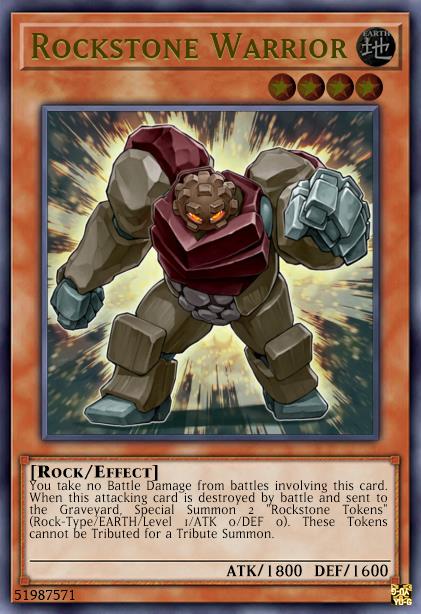 ROCKSTONE WARRIOR
EARTH
地
[ROCK/EFFECT]
You take no Battle Damage from battles involving this card.
When this attacking card is destroyed by battle and sent to
the Graveyard, Special Summon 2 "Rockstone Tokens"
(Rock-Type/EARTH/Level 1/ATK 0/DEF 0). These Tokens
cannot be Tributed for a Tribute Summon.
ATK/1800 DEF/1600
51987571